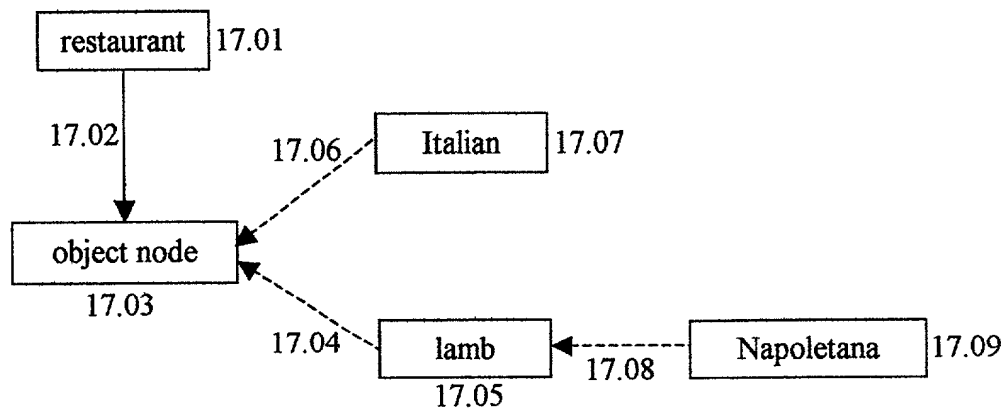 restaurant 17.01
17.02
17.06 Italian 17.07
object node
17.03
17.04 lamb 17.08 Napoletana 17.09
17.05